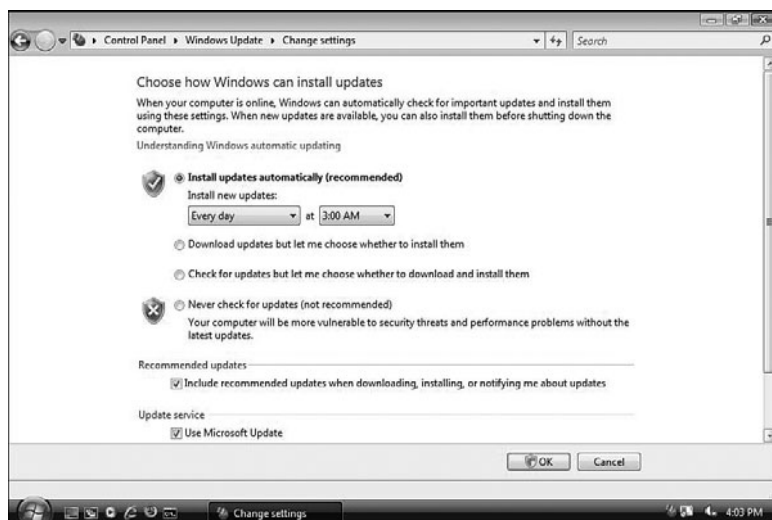 Control Panel ▸ Windows Update ▸ Change settings
Search
Choose how Windows can install updates
When your computer is online, Windows can automatically check for important updates and install them
using these settings. When new updates are available, you can also install them before shutting down the
computer.
Understanding Windows automatic updating
Install updates automatically (recommended)
Install new updates:
Every day at 3:00 AM
Download updates but let me choose whether to install them
Check for updates but let me choose whether to download and install them
Never check for updates (not recommended)
Your computer will be more vulnerable to security threats and performance problems without the
latest updates.
Recommended updates
Include recommended updates when downloading, installing, or notifying me about updates
Update service
Use Microsoft Update
OK Cancel
Change settings 4:03 PM